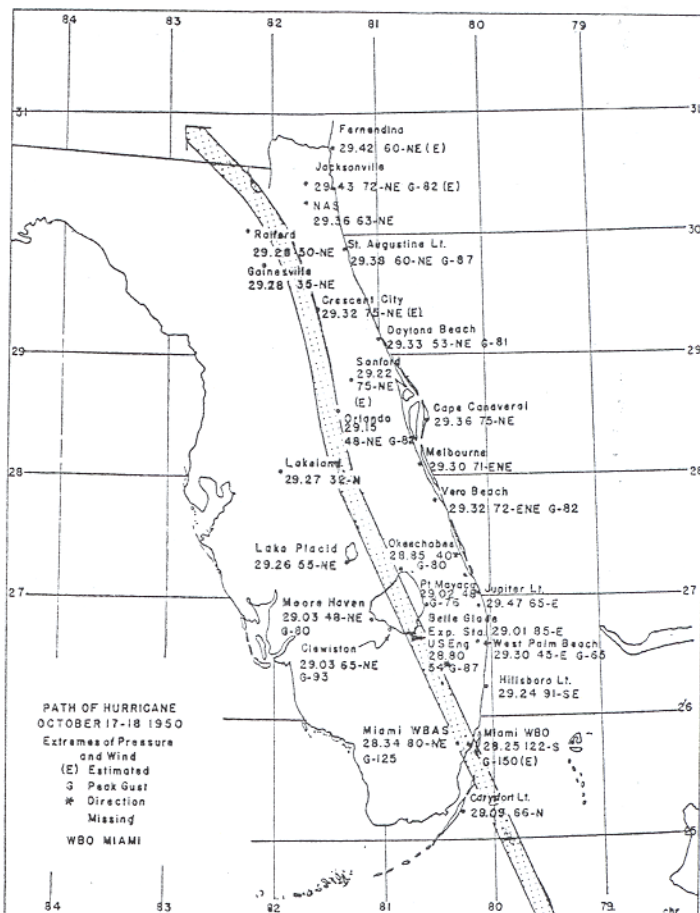 84 83 82 81 80 79
31 31
Fernandina
29.42 60-NE (E)
Jacksonville
29.43 72-NE G-82 (E)
NAS
29.36 63-NE
30 30
Raiford
29.28 50-NE
St. Augustine Lt.
29.38 60-NE G-87
Gainesville
29.28 35-NE
Crescent City
29.32 75-NE (E)
Daytona Beach
29.33 53-NE G-81
29 29
Sanford
29.22
75-NE
(E)
Cape Canaveral
29.36 75-NE
Orlando
29.15
48-NE G-82
Melbourne
29.30 71-ENE
28 28
Lakeland
29.27 32-N
Vero Beach
29.32 72-ENE G-82
Okeechobee
28.85 40
G-80
Lake Placid
29.26 55-NE
27 27
Pt Mayaca
29.02 48
G-76
Jupiter Lt.
29.47 65-E
Moore Haven
29.03 48-NE
G-80
Belle Glade
Exp. Sta. 29.01 85-E
US Eng
28.80
54 G-87
West Palm Beach
29.30 43-E G-65
Clewiston
29.03 65-NE
G-93
Hillsboro Lt.
29.24 91-SE
26
PATH OF HURRICANE
OCTOBER 17-18 1950
Extremes of Pressure
and Wind
(E) Estimated
G Peak Gust
* Direction
Missing
WBO MIAMI
Miami WBAS
28.34 80-NE
G-125
Miami WBO
28.25 122-S
G-150(E)
Carysfort Lt.
29.09 66-N
25
84 83 82 81 80 79
chr